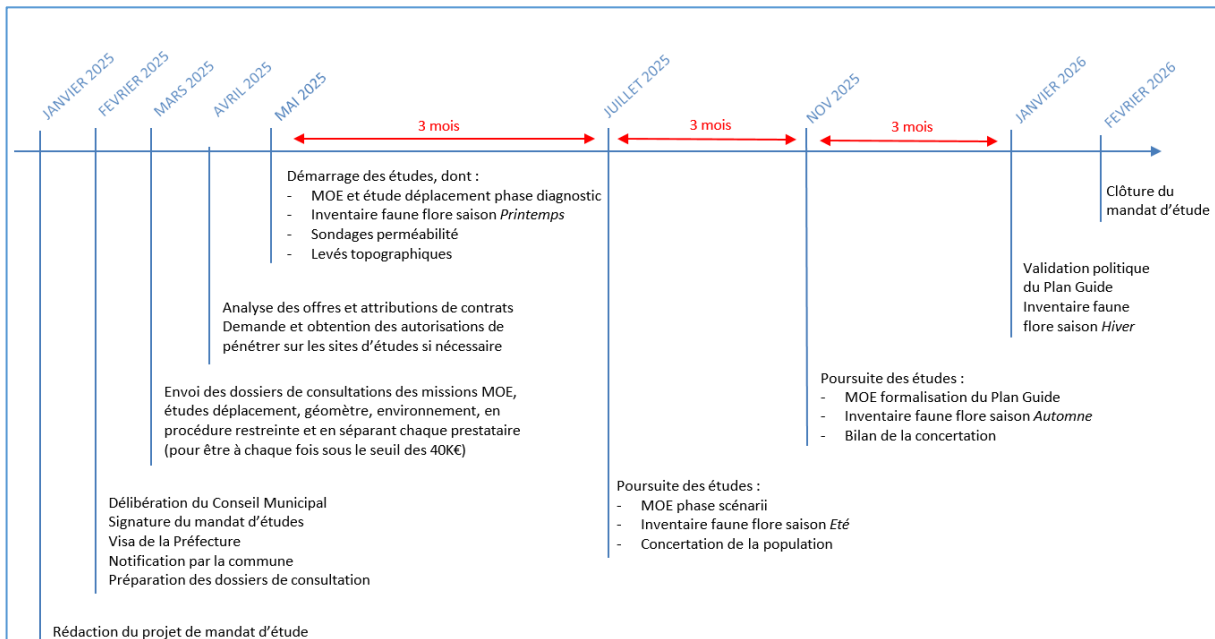 JANVIER 2025
FEVRIER 2025
MARS 2025
AVRIL 2025
MAI 2025
JUILLET 2025
NOV 2025
JANVIER 2026
FEVRIER 2026
3 mois
3 mois
3 mois
Démarrage des études, dont :
- MOE et étude déplacement phase diagnostic
- Inventaire faune flore saison Printemps
- Sondages perméabilité
- Levés topographiques
Clôture du
mandat d’étude
Validation politique
du Plan Guide
Inventaire faune
flore saison Hiver
Analyse des offres et attributions de contrats
Demande et obtention des autorisations de
pénétrer sur les sites d’études si nécessaire
Poursuite des études :
- MOE formalisation du Plan Guide
- Inventaire faune flore saison Automne
- Bilan de la concertation
Envoi des dossiers de consultations des missions MOE,
études déplacement, géomètre, environnement, en
procédure restreinte et en séparant chaque prestataire
(pour être à chaque fois sous le seuil des 40K€)
Poursuite des études :
- MOE phase scénarii
- Inventaire faune flore saison Eté
- Concertation de la population
Délibération du Conseil Municipal
Signature du mandat d’études
Visa de la Préfecture
Notification par la commune
Préparation des dossiers de consultation
Rédaction du projet de mandat d’étude